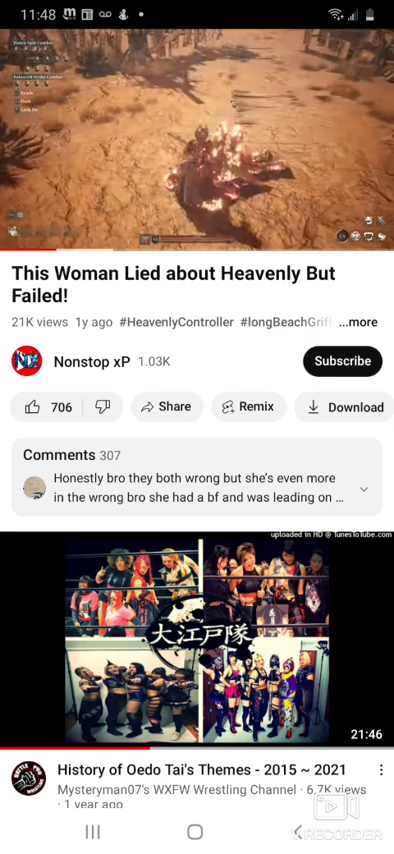 11:48
This Woman Lied about Heavenly But
Failed!
21K views 1y ago #HeavenlyController #longBeachGriff ...more
Nonstop xP 1.03K
Subscribe
706
Share
Remix
Download
Comments 307
Honestly bro they both wrong but she's even more
in the wrong bro she had a bf and was leading on ...
uploaded in HD @ TunesToTube.com
大江戸隊
21:46
History of Oedo Tai's Themes - 2015 ~ 2021
Mysteryman07's WXFW Wrestling Channel · 6.7K views
· 1 year ago
V RECORDER